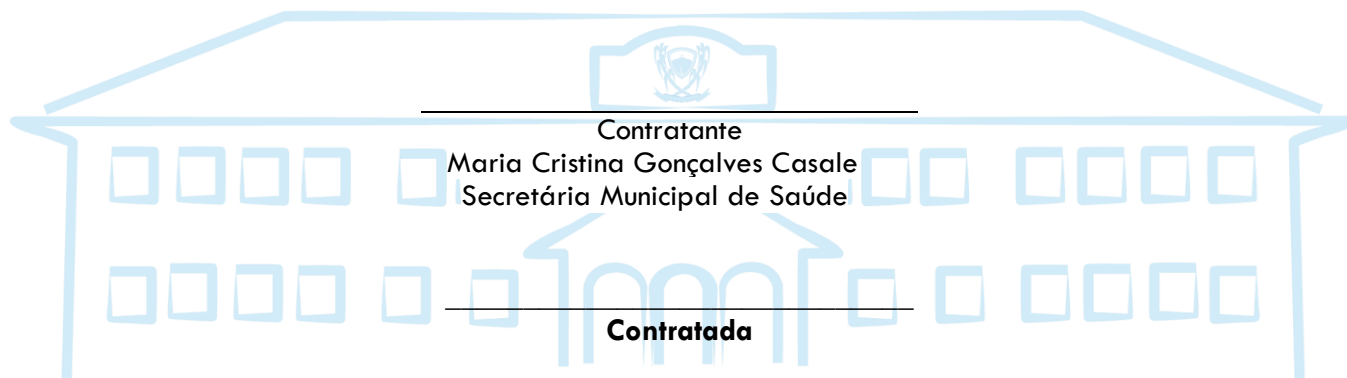 Contratante
Maria Cristina Gonçalves Casale
Secretária Municipal de Saúde
Contratada